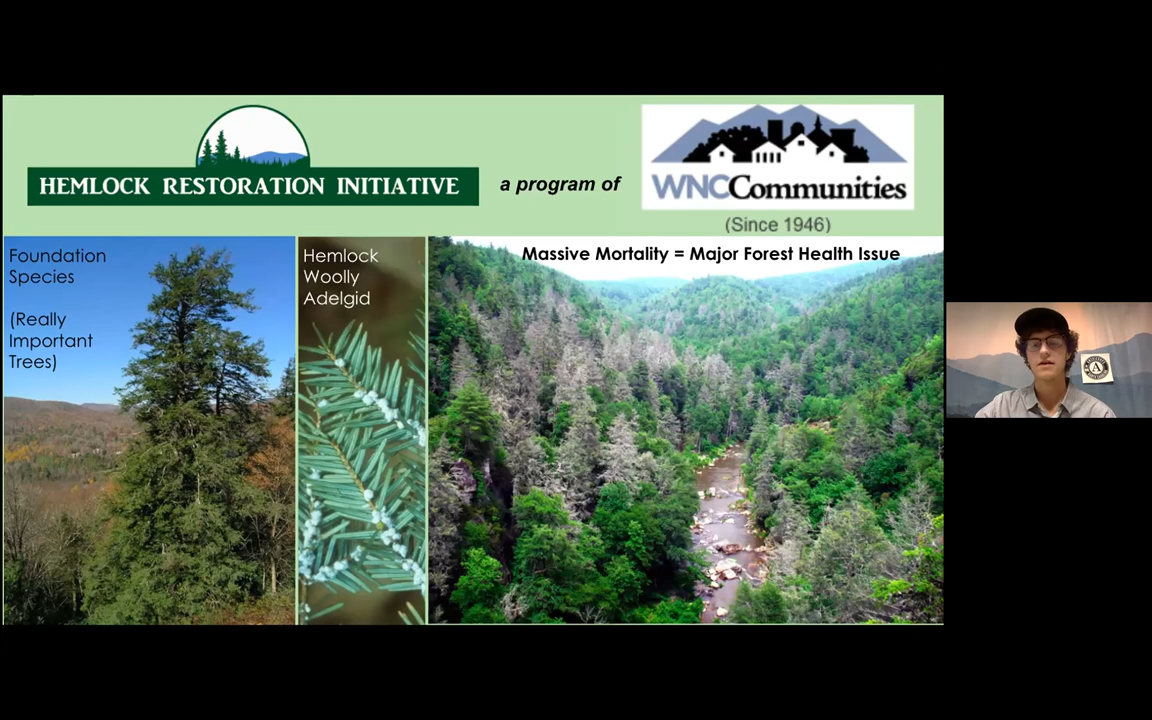 HEMLOCK RESTORATION INITIATIVE
a program of
WNCCommunities
(Since 1946)
Foundation
Species
(Really
Important
Trees)
Hemlock
Woolly
Adelgid
Massive Mortality = Major Forest Health Issue
A